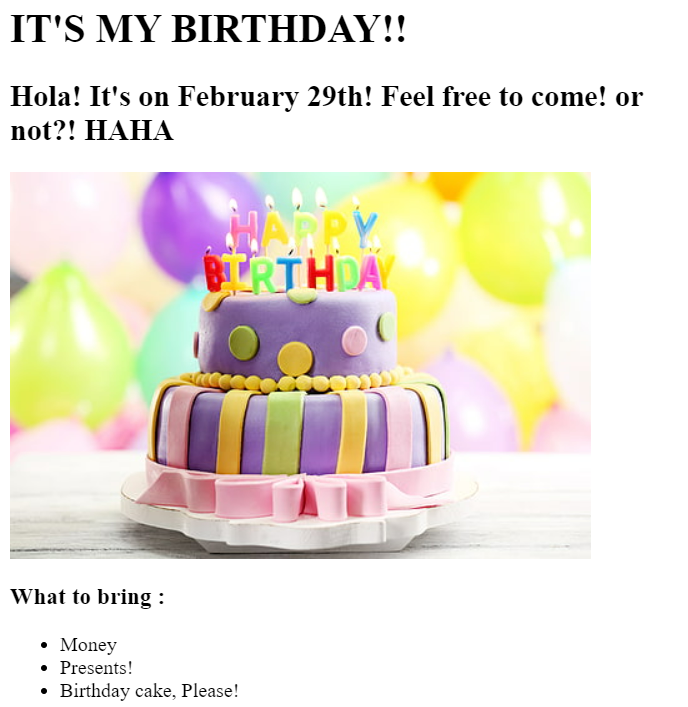 IT'S MY BIRTHDAY!!
Hola! It's on February 29th! Feel free to come! or
not?! HAHA
HAPPY
BIRTHDAY
What to bring :
Money
Presents!
Birthday cake, Please!